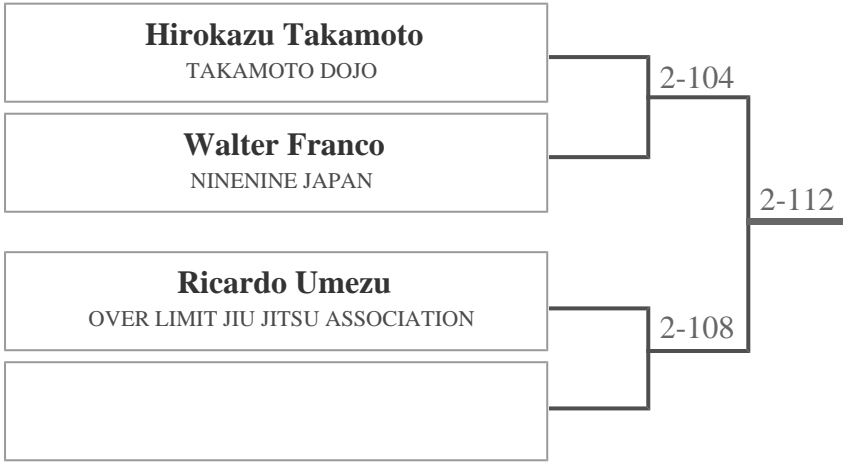 Hirokazu Takamoto
TAKAMOTO DOJO
2-104
Walter Franco
NINENINE JAPAN
2-112
Ricardo Umezu
OVER LIMIT JIU JITSU ASSOCIATION
2-108